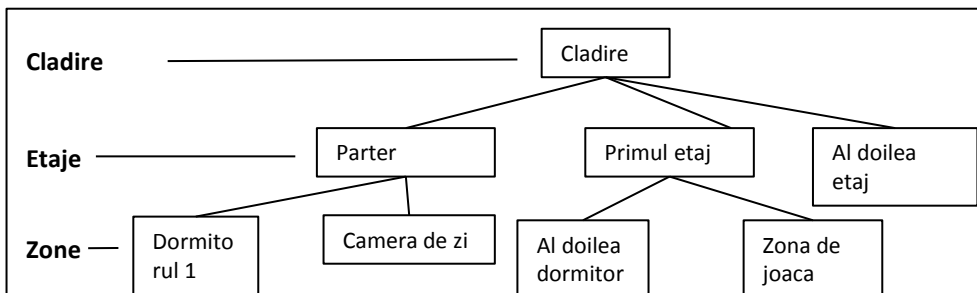 Cladire
Cladire
Etaje
Parter
Primul etaj
Al doilea
etaj
Zone
Dormito
rul 1
Camera de zi
Al doilea
dormitor
Zona de
joaca